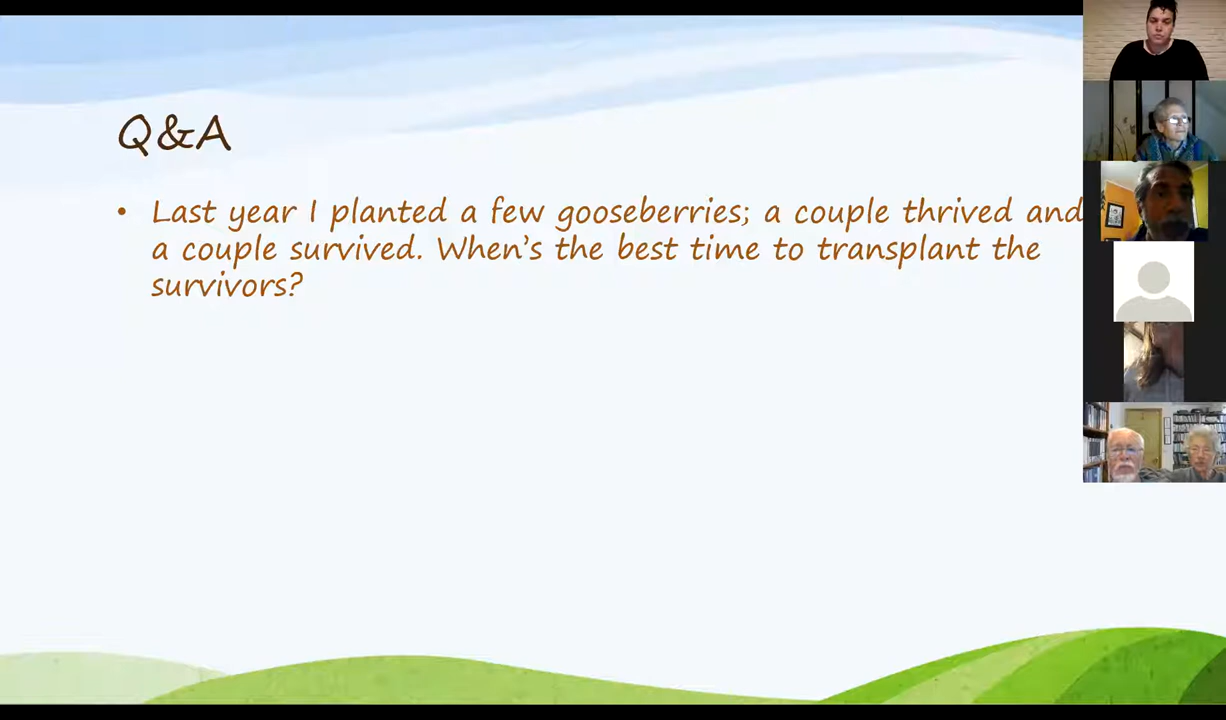 Q&A
• Last year I planted a few gooseberries; a couple thrived and
a couple survived. When's the best time to transplant the
survivors?